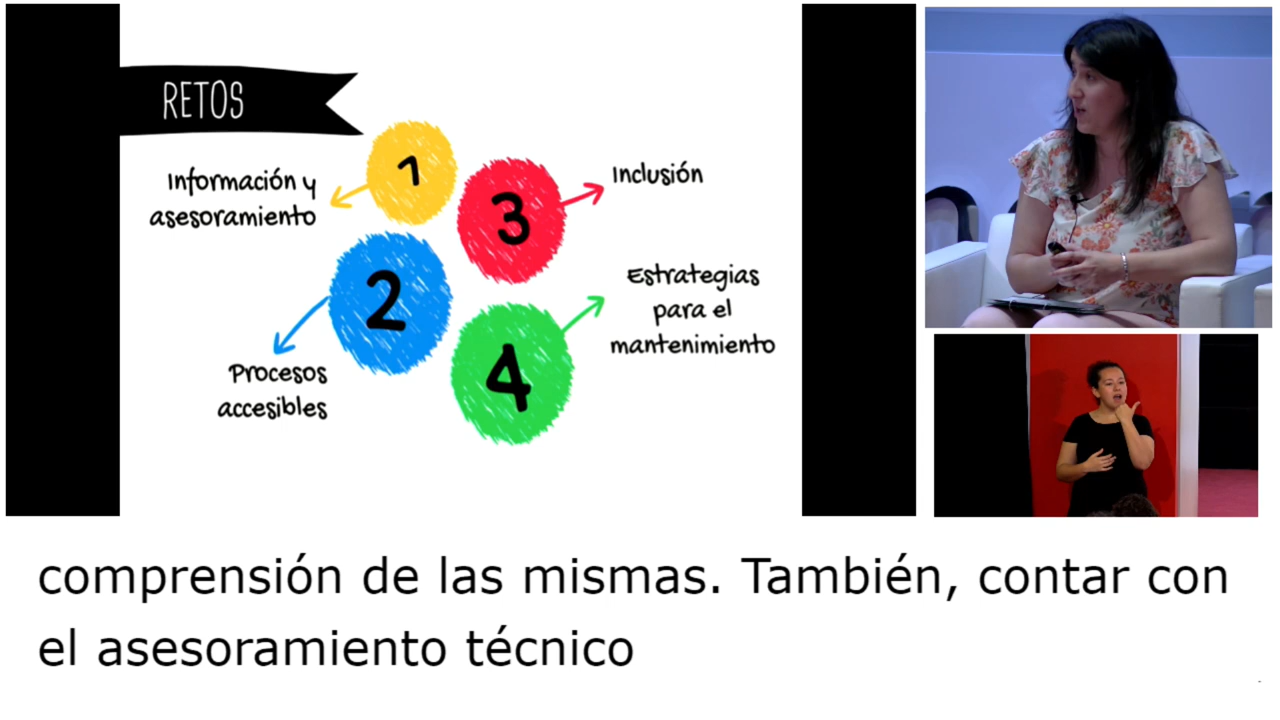 RETOS
1
Información y
asesoramiento
2
Procesos
accesibles
3
Inclusión
4
Estrategias
para el
mantenimiento
comprensión de las mismas. También, contar con
el asesoramiento técnico